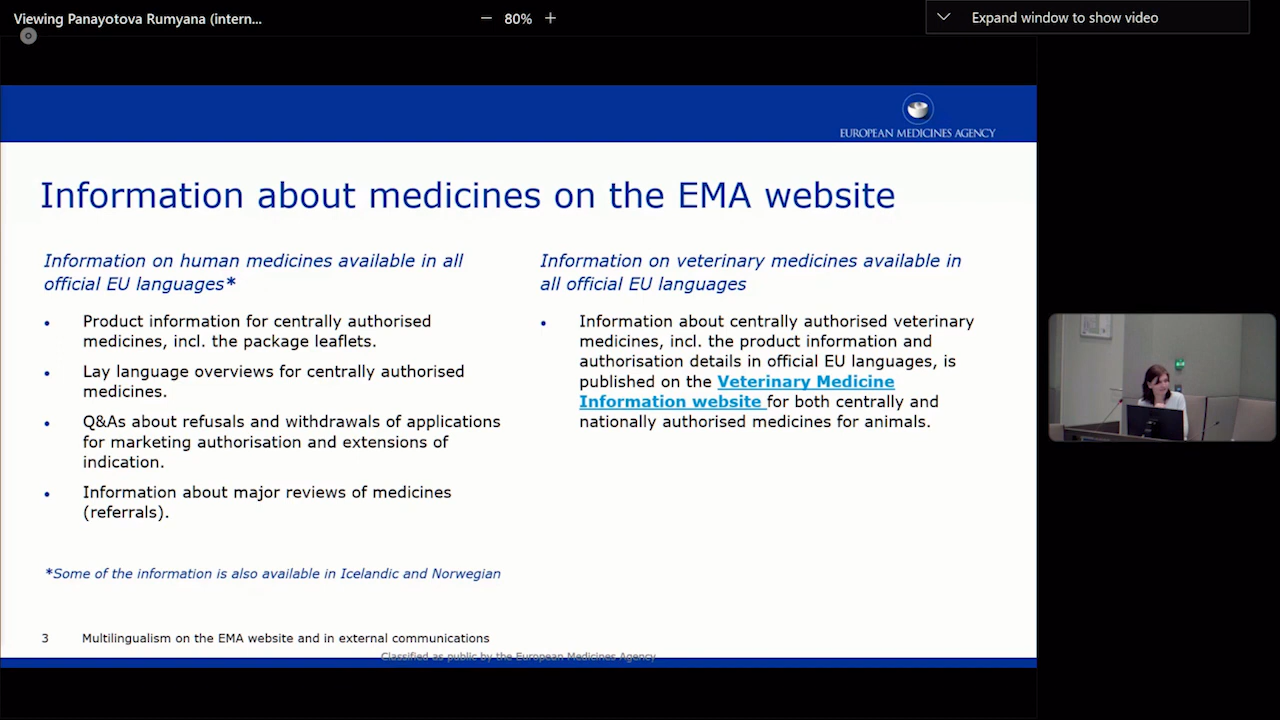 Viewing Panayotova Rumyana (intern...
80%
Expand window to show video
EUROPEAN MEDICINES AGENCY
Information about medicines on the EMA website
Information on human medicines available in all
official EU languages*
• Product information for centrally authorised
medicines, incl. the package leaflets.
• Lay language overviews for centrally authorised
medicines.
• Q&As about refusals and withdrawals of applications
for marketing authorisation and extensions of
indication.
• Information about major reviews of medicines
(referrals).
*Some of the information is also available in Icelandic and Norwegian
Information on veterinary medicines available in
all official EU languages
• Information about centrally authorised veterinary
medicines, incl. the product information and
authorisation details in official EU languages, is
published on the Veterinary Medicine
Information website for both centrally and
nationally authorised medicines for animals.
3 Multilingualism on the EMA website and in external communications
Classified as public by the European Medicines Agency